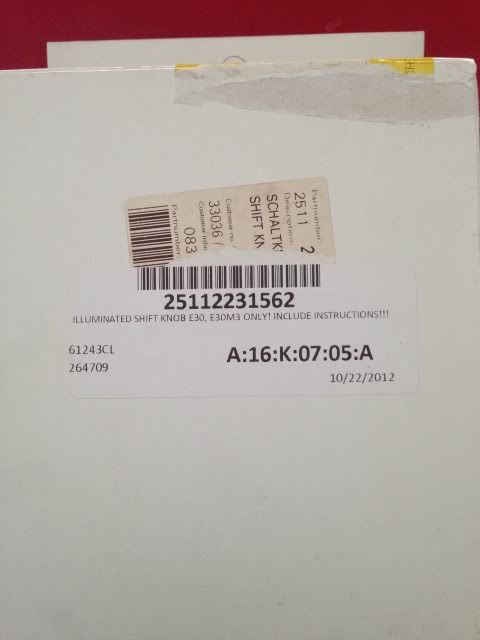 Partnumber:
2511 2
Description:
SCHALTK
SHIFT KN
Customer no
33036 /
Customer infor
Partnumber:
083
25112231562
ILLUMINATED SHIFT KNOB E30, E30M3 ONLY! INCLUDE INSTRUCTIONS!!!
61243CL
A:16:K:07:05:A
264709
10/22/2012